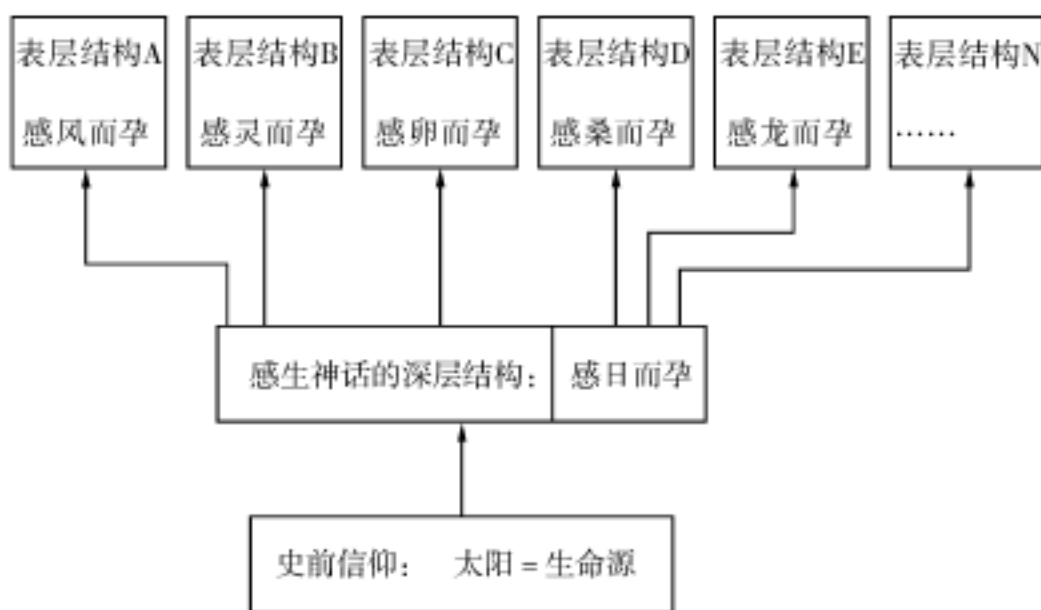 表层结构A
感风而孕
表层结构B
感灵而孕
表层结构C
感卵而孕
表层结构D
感桑而孕
表层结构E
感龙而孕
表层结构N
……
感生神话的深层结构：
感日而孕
史前信仰： 太阳=生命源